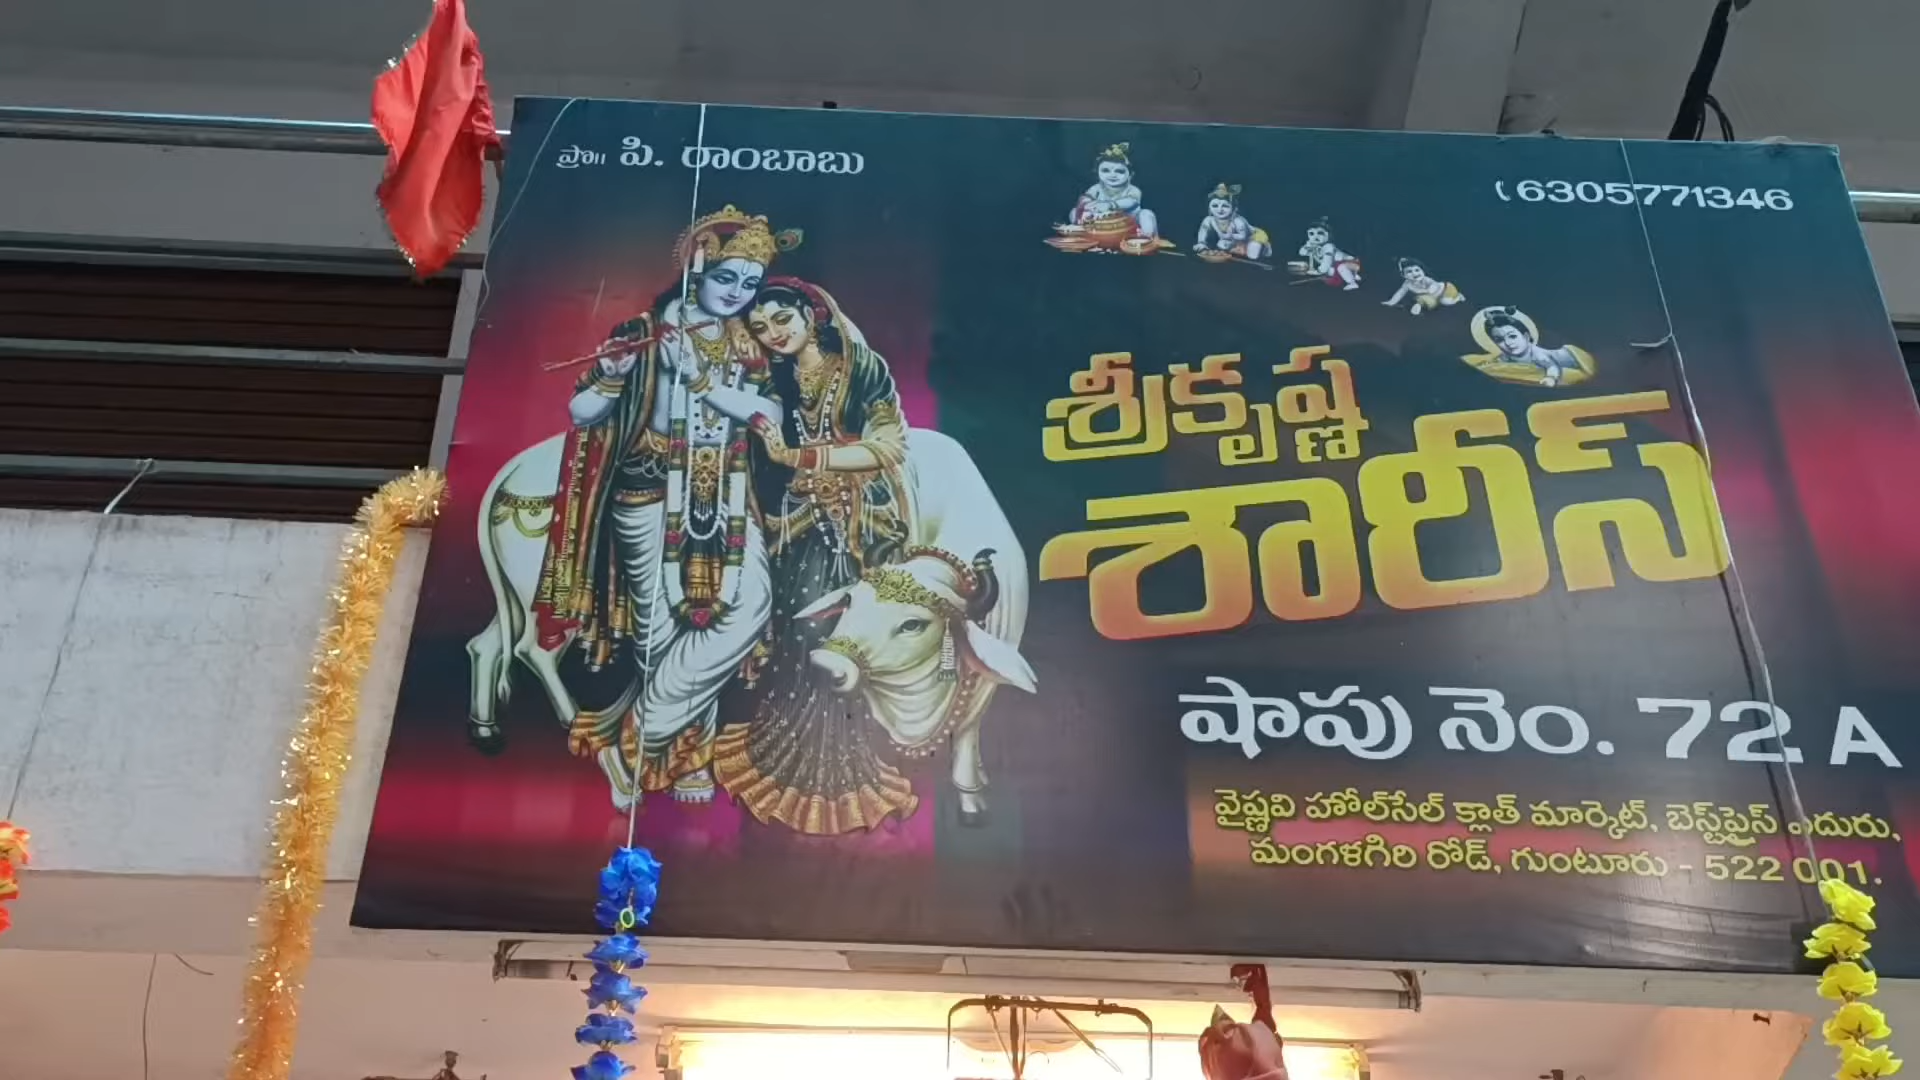 ప్రొ॥ పి. రాంబాబు
6305771346
శ్రీకృష్ణ
శారీస్
షాపు నెం. 72 A
వైష్ణవి హోల్‌సేల్ క్లాత్ మార్కెట్, బెస్ట్‌ప్రైస్ ఎదురు,
మంగళగిరి రోడ్, గుంటూరు - 522 001.